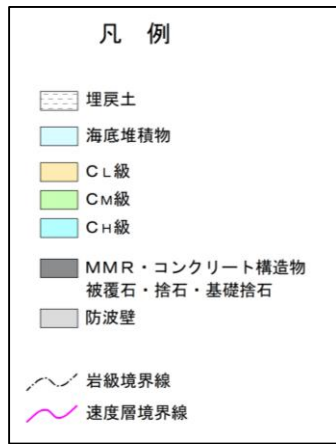 凡 例
埋戻土
海底堆積物
CL級
CM級
CH級
MMR・コンクリート構造物
被覆石・捨石・基礎捨石
防波壁
岩級境界線
速度層境界線